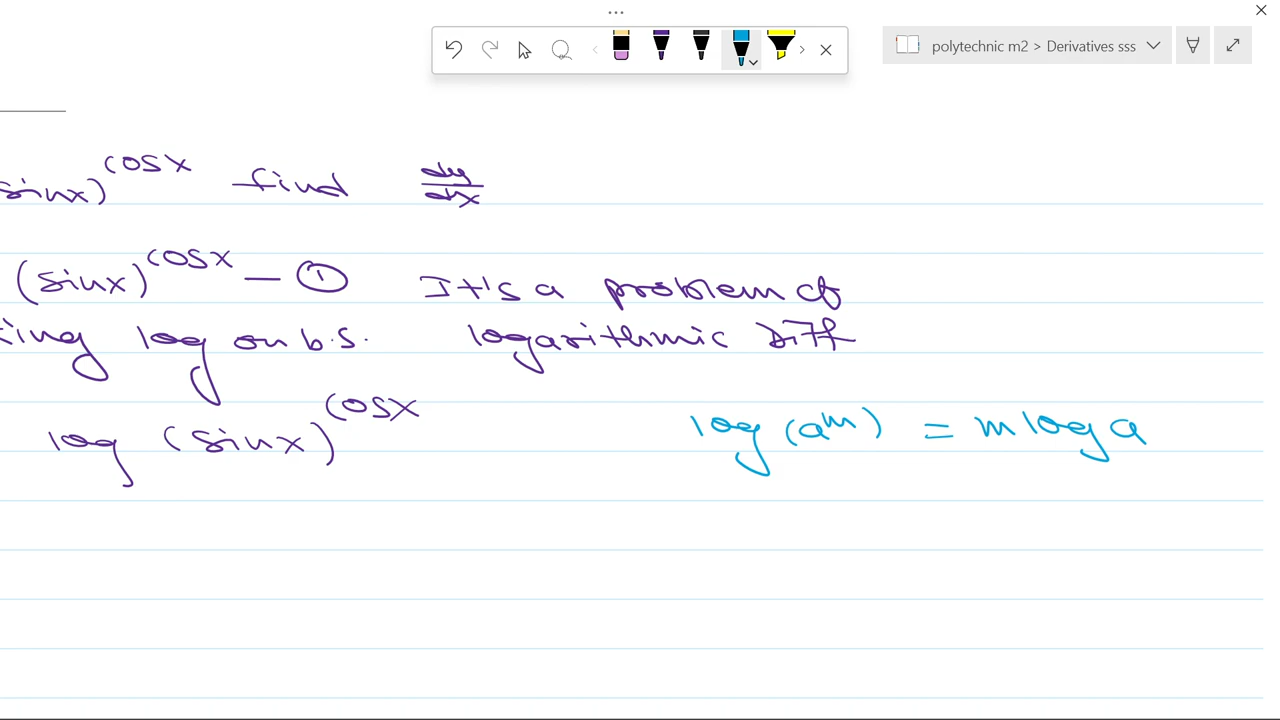 polytechnic m2 > Derivatives sss
sinx)^cosx find dy/dx
(sinx)^cosx — ① It's a problem of
king log on b.s. logarithmic Diff
log (sinx)^cosx log (a^m) = m log a